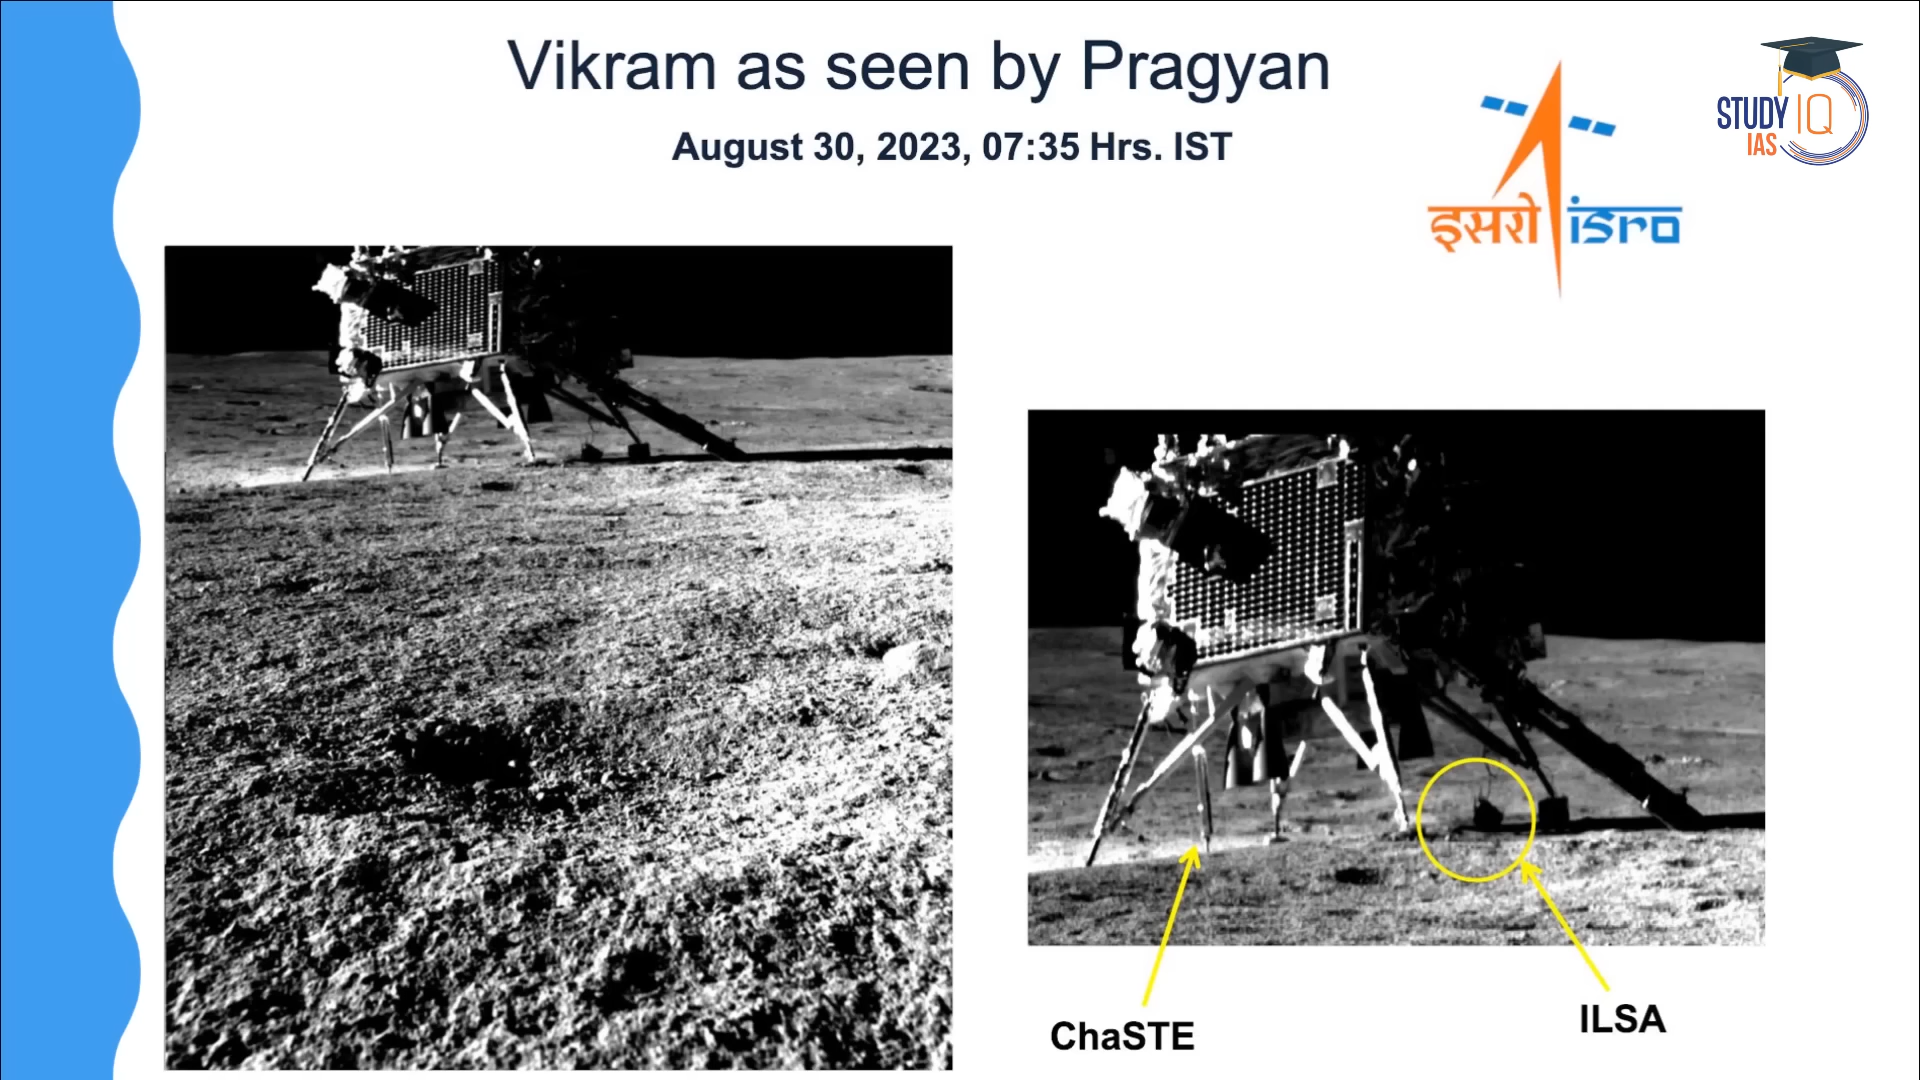 Vikram as seen by Pragyan
August 30, 2023, 07:35 Hrs. IST
इसरो isro
STUDY IQ
IAS
ChaSTE
ILSA